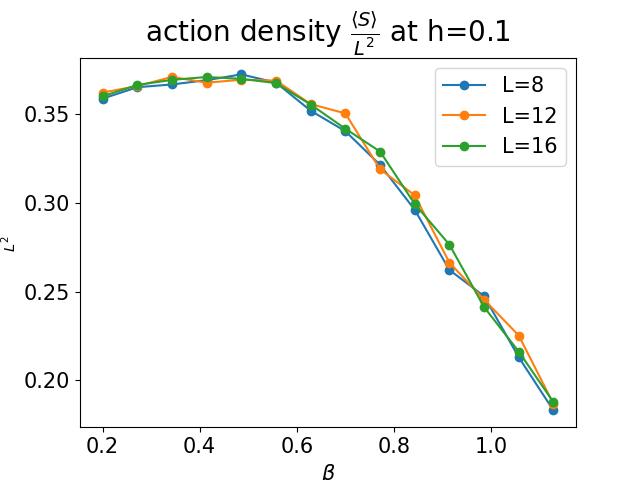 action density ⟨S⟩/L² at h=0.1
L=8
L=12
L=16
0.35
0.30
0.25
0.20
L²
0.2 0.4 0.6 0.8 1.0
β